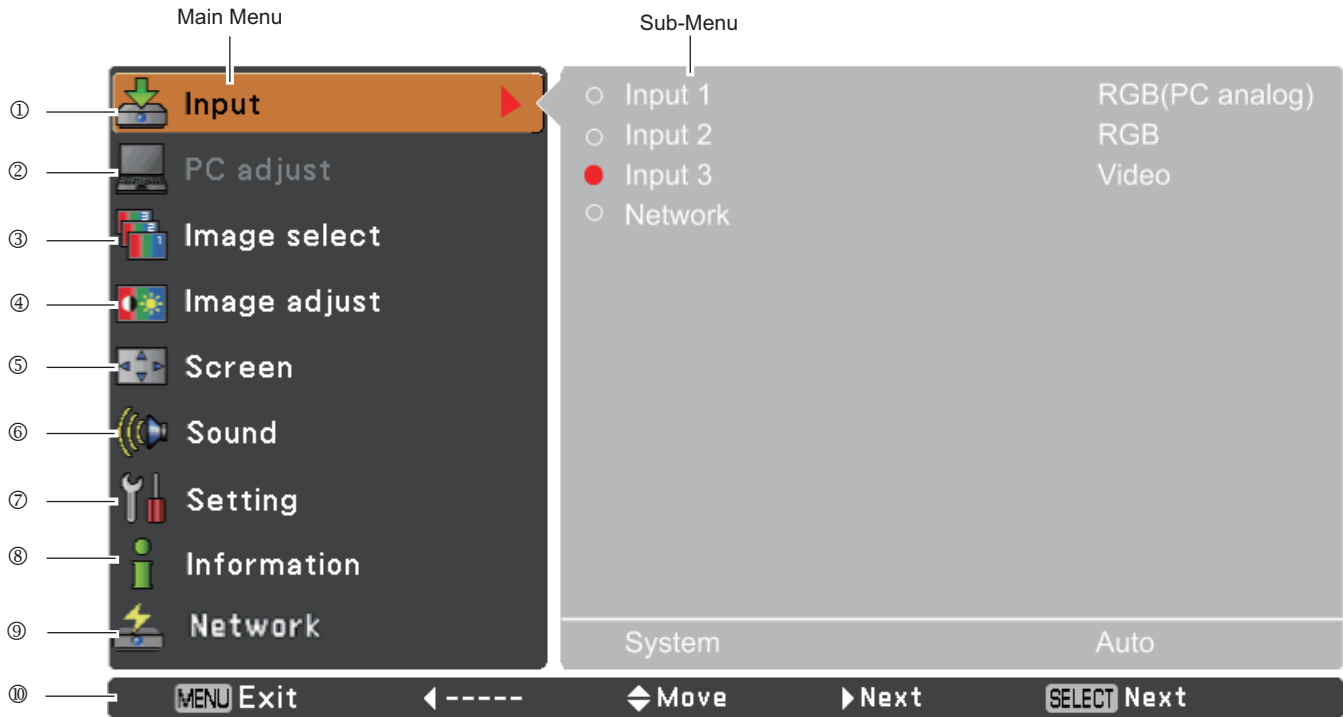 Main Menu
Sub-Menu
① Input
② PC adjust
③ Image select
④ Image adjust
⑤ Screen
⑥ Sound
⑦ Setting
⑧ Information
⑨ Network
Input 1 RGB(PC analog)
Input 2 RGB
Input 3 Video
Network
System Auto
⑩ MENU Exit ◀----- Move ▶Next SELECT Next